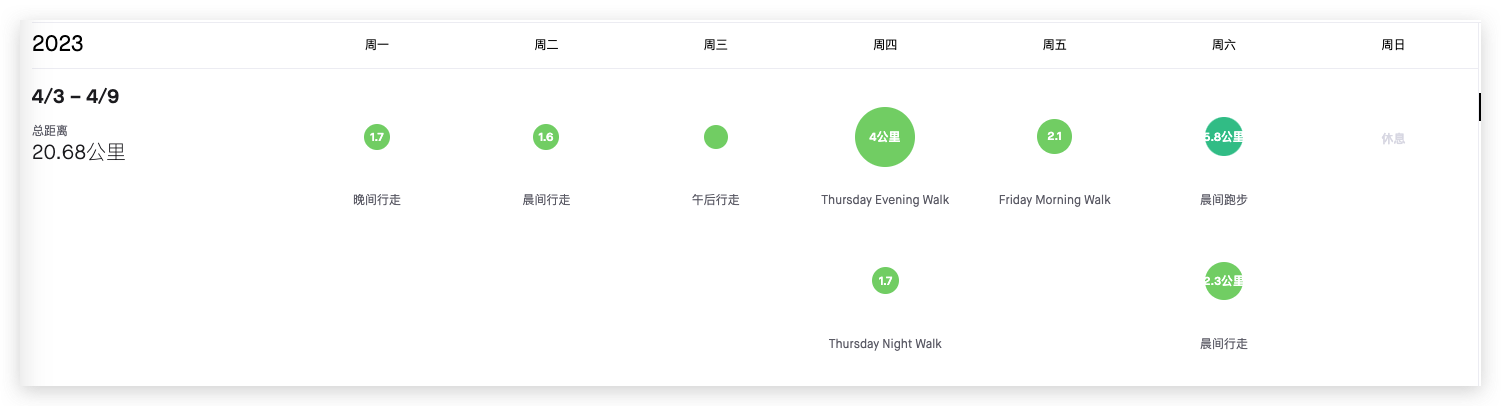 2023 周一 周二 周三 周四 周五 周六 周日
4/3 – 4/9
总距离
20.68公里
1.7 1.6 4公里 2.1 5.8公里 休息
晚间行走 晨间行走 午后行走 Thursday Evening Walk Friday Morning Walk 晨间跑步
1.7 2.3公里
Thursday Night Walk 晨间行走